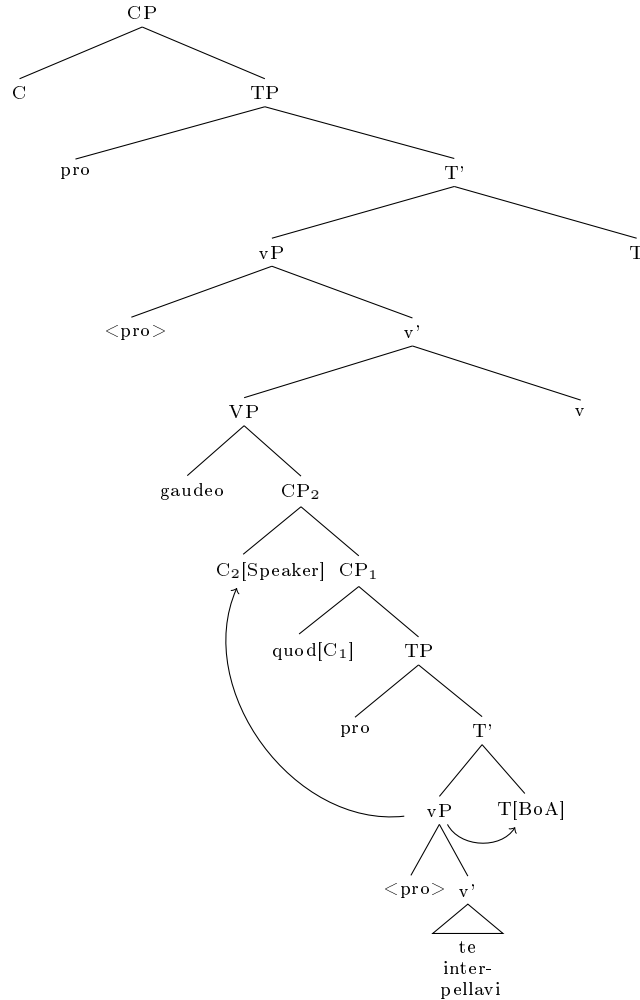 CP
C TP
pro T'
vP T
<pro> v'
VP v
gaudeo CP₂
C₂[Speaker] CP₁
quod[C₁] TP
pro T'
vP T[BoA]
<pro> v'
te
inter-
pellavi